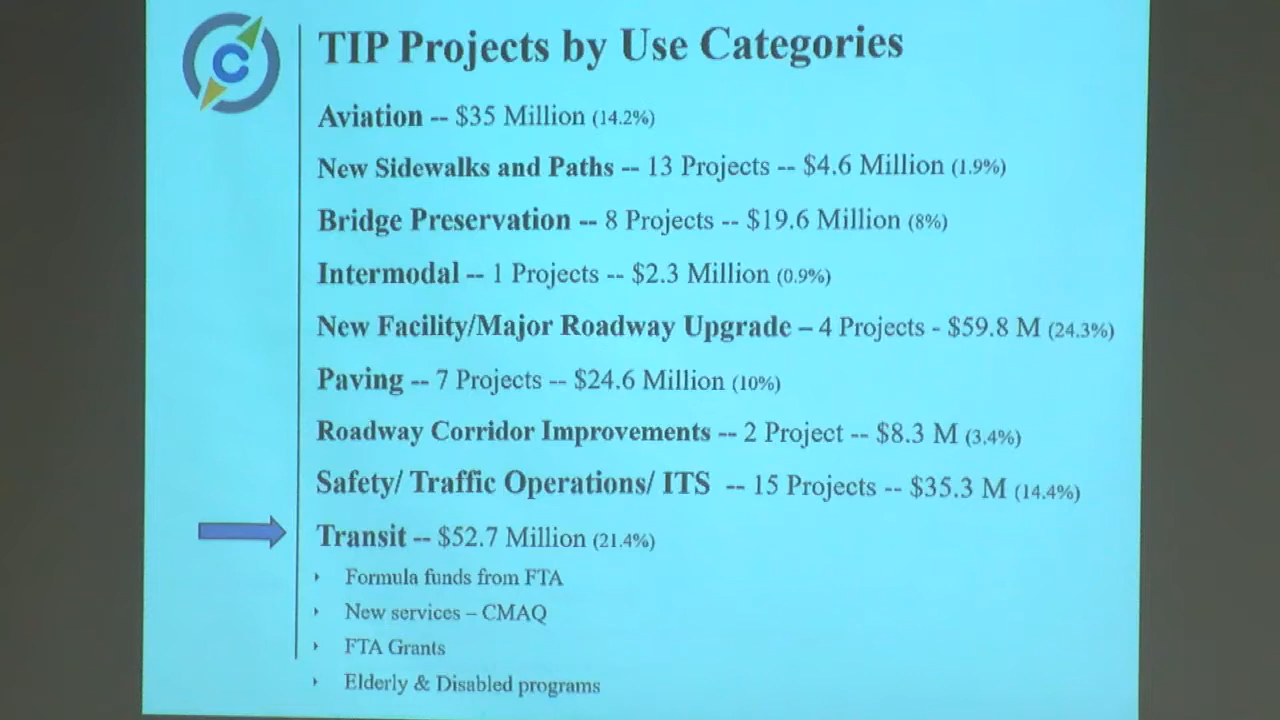 C
TIP Projects by Use Categories
Aviation -- $35 Million (14.2%)
New Sidewalks and Paths -- 13 Projects -- $4.6 Million (1.9%)
Bridge Preservation -- 8 Projects -- $19.6 Million (8%)
Intermodal -- 1 Projects -- $2.3 Million (0.9%)
New Facility/Major Roadway Upgrade – 4 Projects - $59.8 M (24.3%)
Paving -- 7 Projects -- $24.6 Million (10%)
Roadway Corridor Improvements -- 2 Project -- $8.3 M (3.4%)
Safety/ Traffic Operations/ ITS -- 15 Projects -- $35.3 M (14.4%)
Transit -- $52.7 Million (21.4%)
Formula funds from FTA
New services – CMAQ
FTA Grants
Elderly & Disabled programs